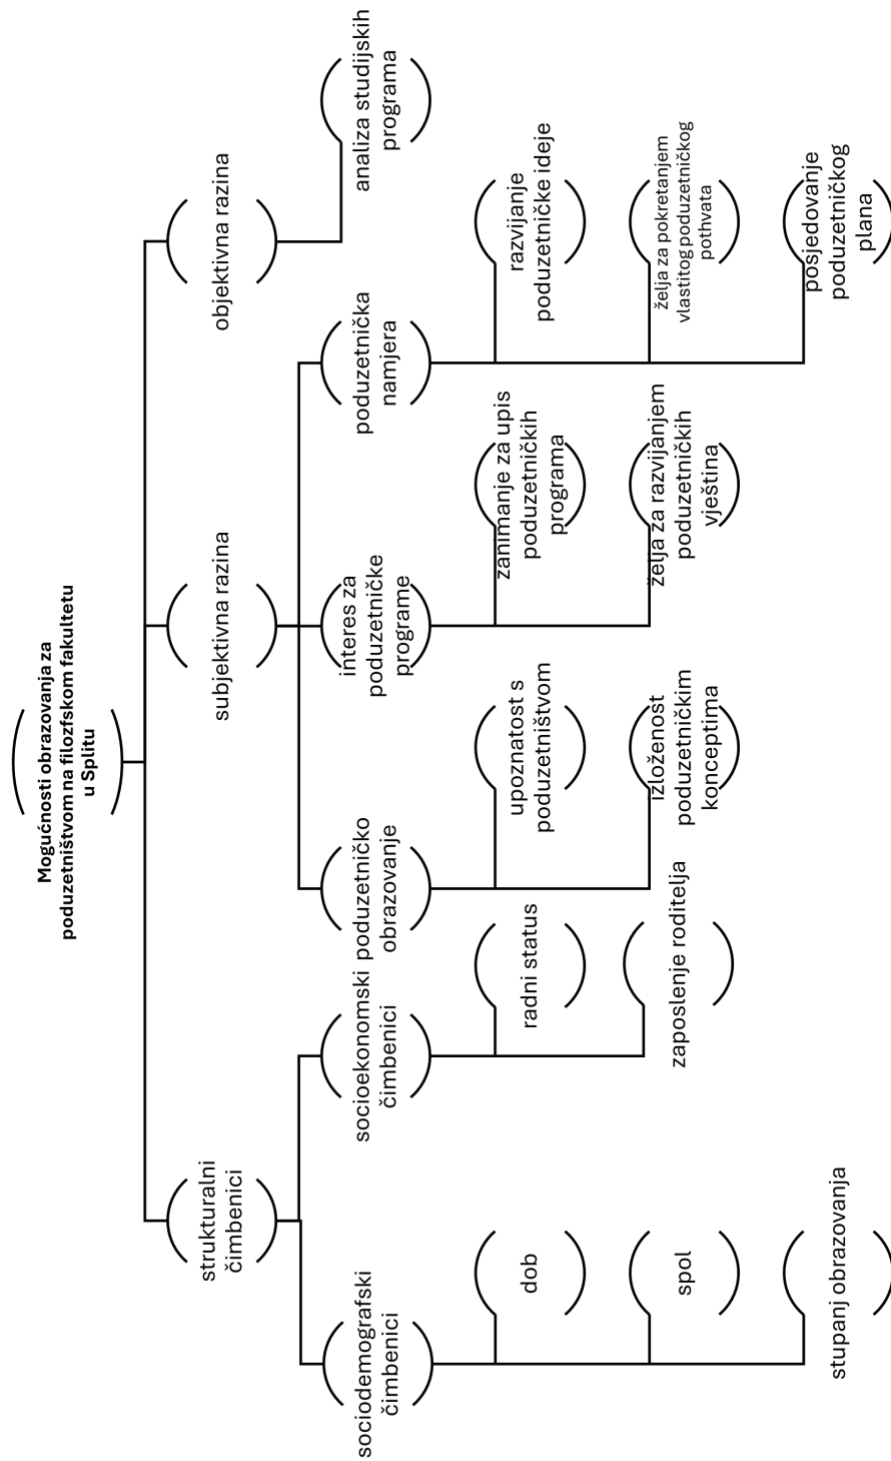 Mogućnosti obrazovanja za
poduzetništvom na filozfskom fakultetu
u Splitu
strukturalni
čimbenici
subjektivna razina
objektivna razina
sociodemografski
čimbenici
socioekonomski
čimbenici
poduzetničko
obrazovanje
interes za
poduzetničke
programe
poduzetnička
namjera
analiza studijskih
programa
dob
radni status
upoznatost s
poduzetništvom
zanimanje za upis
poduzetničkih
programa
razvijanje
poduzetničke ideje
spol
zaposlenje roditelja
izloženost
poduzetničkim
konceptima
želja za razvijanjem
poduzetničkih
vještina
želja za pokretanjem
vlastitog poduzetničkog
pothvata
stupanj obrazovanja
posjedovanje
poduzetničkog
plana